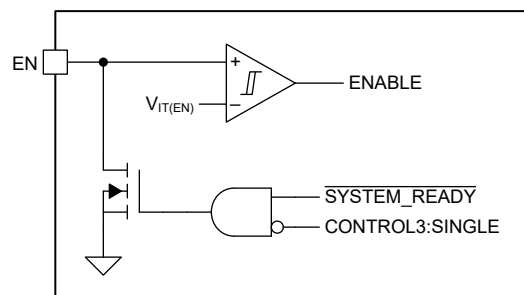 EN
+
ENABLE
V_IT(EN)
−
SYSTEM_READY
CONTROL3:SINGLE